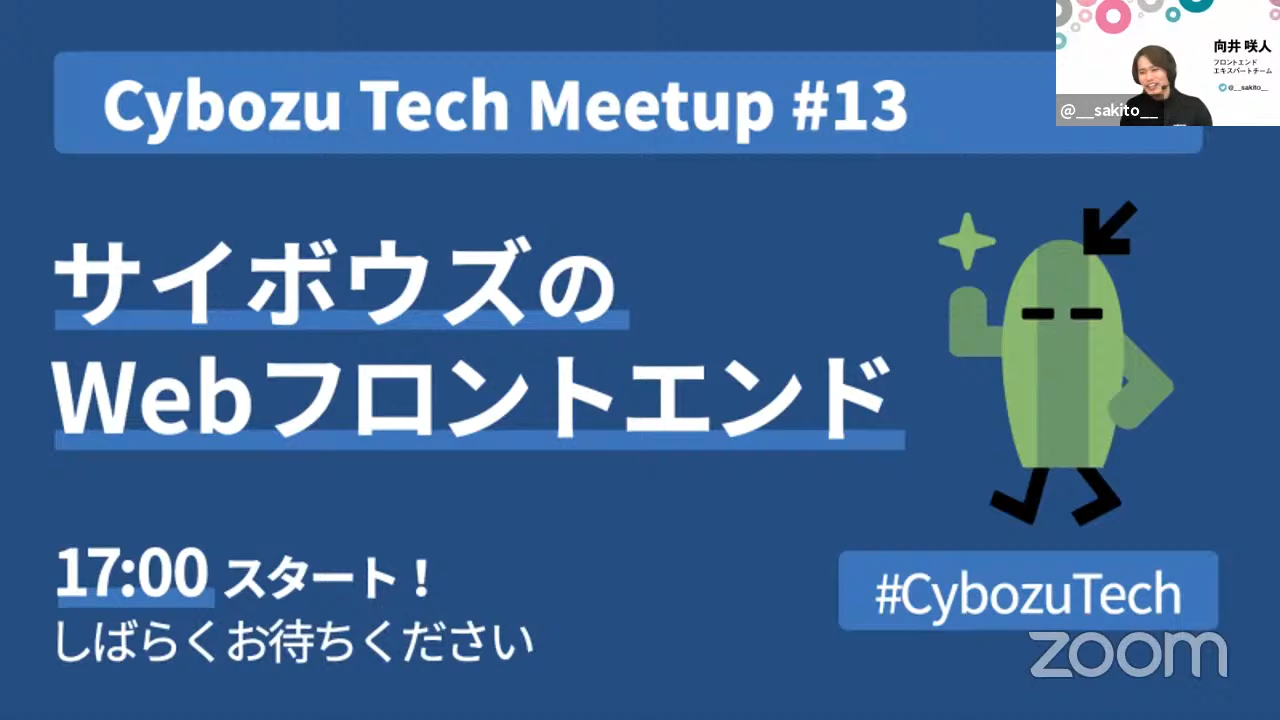 Cybozu Tech Meetup #13
向井 咲人
フロントエンド
エキスパートチーム
@__sakito__
@__sakito__
サイボウズの
Webフロントエンド
17:00 スタート！
しばらくお待ちください
#CybozuTech
zoom